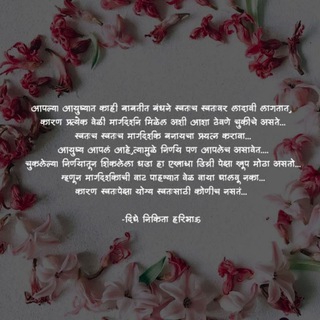 आपल्या आयुष्यात काही बाबतीत बंधने स्वतःच स्वतःवर लादावी लागतात,
कारण प्रत्येक वेळी मार्गदर्शन मिळेल अशी आशा ठेवणे चुकीचे असते...
स्वतःच स्वतःच मार्गदर्शक बनायचा प्रयत्न करावा...
आयुष्य आपलं आहे,त्यामुळे निर्णय पण आपलेच असावेत....
चुकलेल्या निर्णयातून शिकलेला धडा हा एखाद्या डिग्री पेक्षा खूप मोठा असतो...
म्हणून मार्गदर्शकाची वाट पाहण्यात वेळ वाया घालवू नका...
कारण स्वतःपेक्षा योग्य स्वतःसाठी कोणीच नसतं...
-दिघे निकिता हरिभाऊ